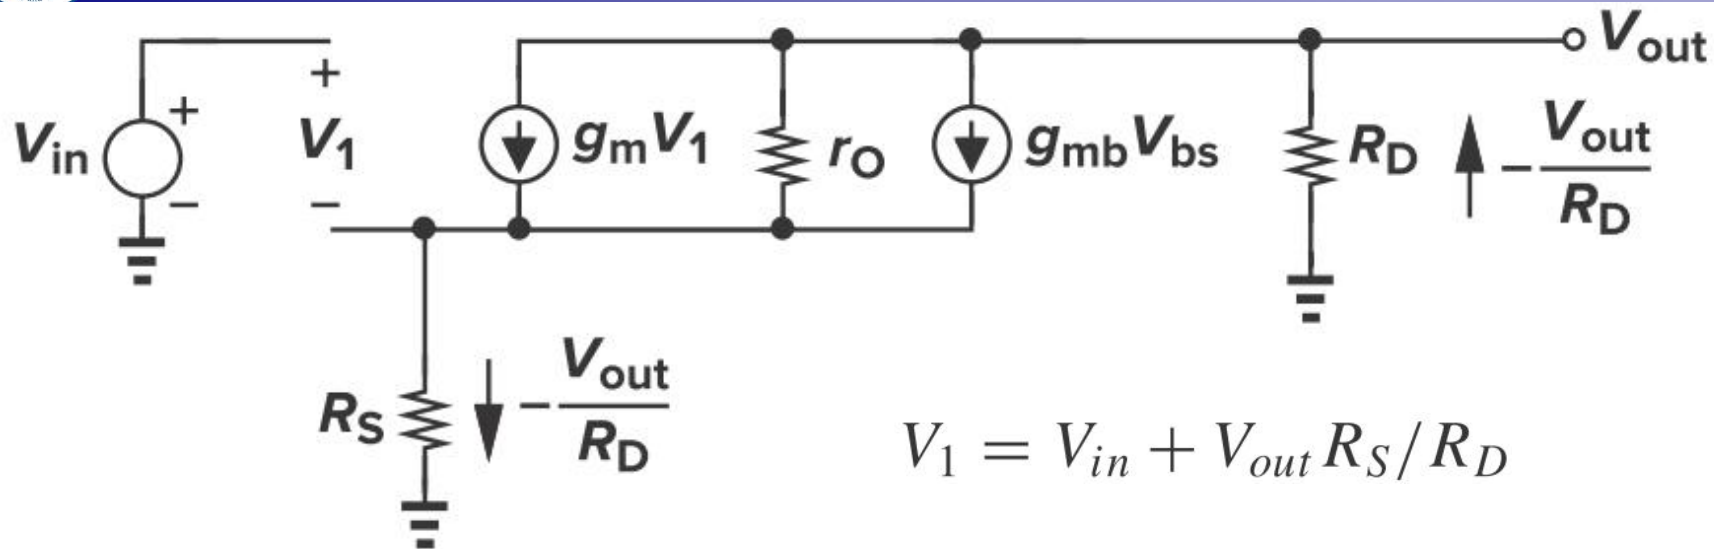 V_out
+
+
V_in
V_1
g_m V_1
r_O
g_mb V_bs
R_D
− V_out / R_D
−
−
R_S
− V_out / R_D
V_1 = V_in + V_out R_S / R_D